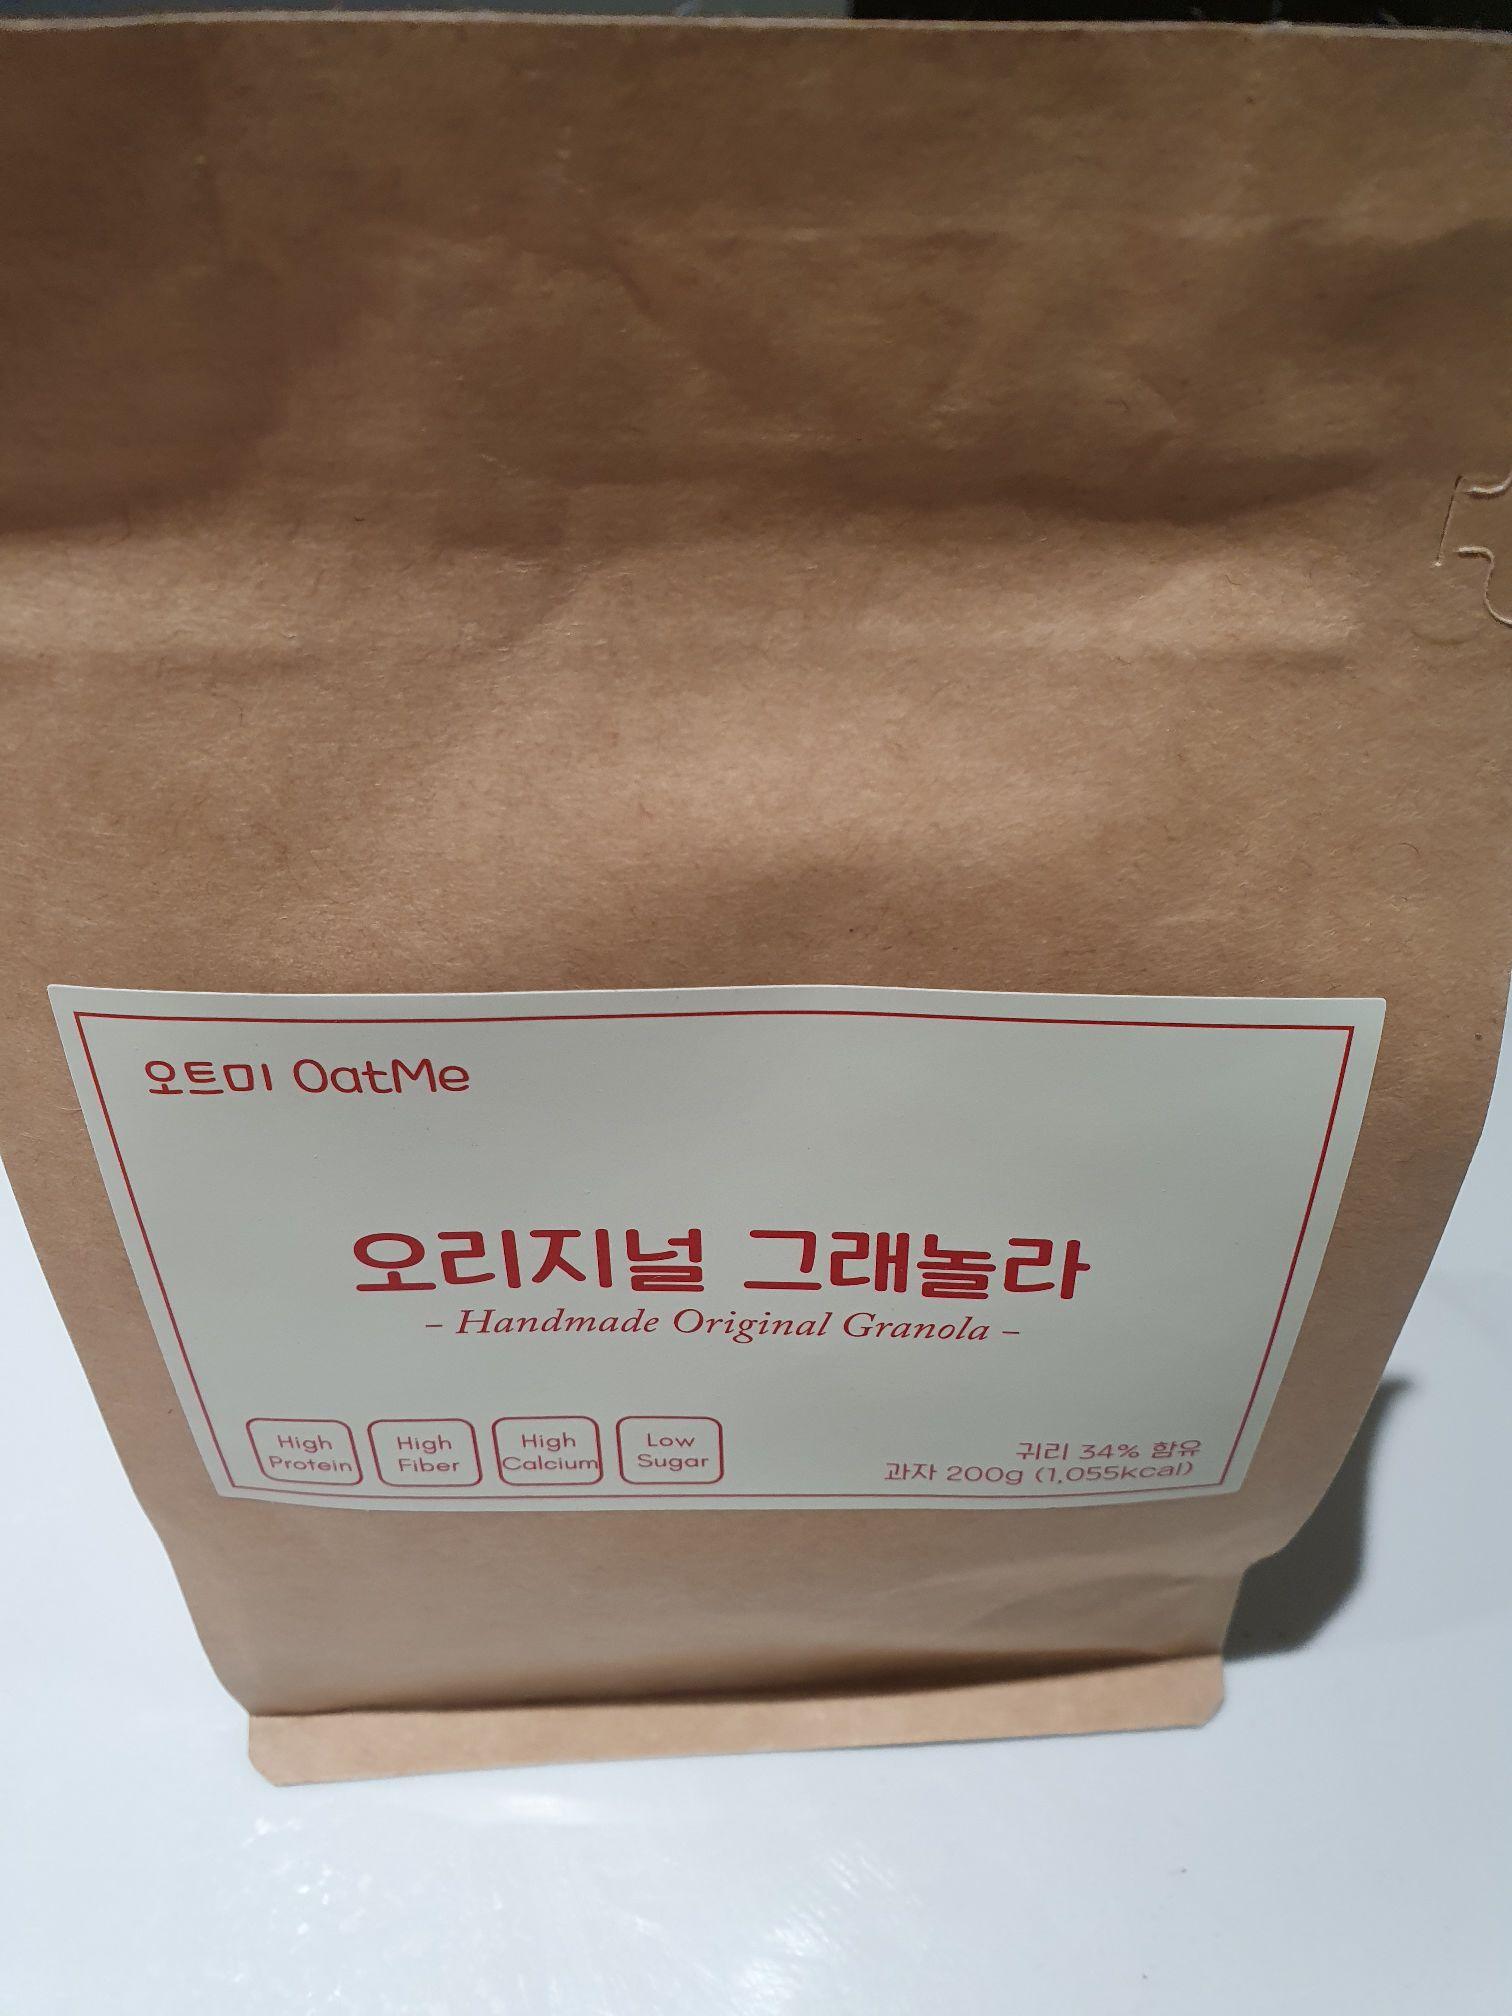 오트미 OatMe
오리지널 그래놀라
- Handmade Original Granola -
High
Protein
High
Fiber
High
Calcium
Low
Sugar
귀리 34% 함유
과자 200g (1,055kcal)